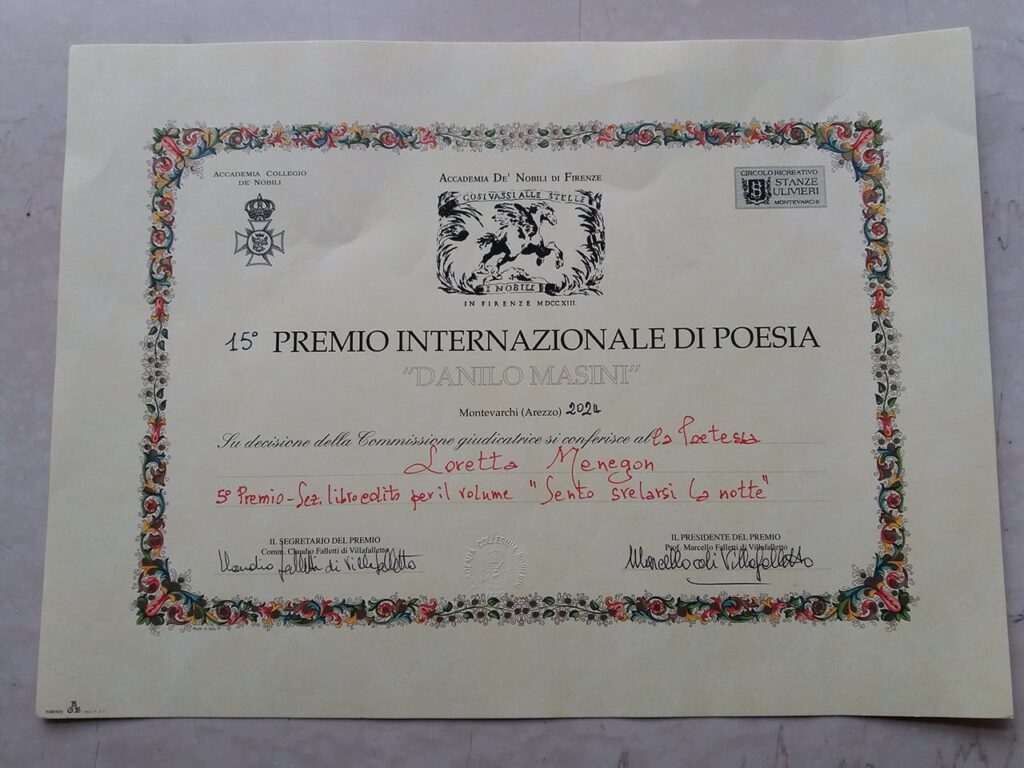 ACCADEMIA COLLEGIO
DE' NOBILI
ACCADEMIA DE' NOBILI DI FIRENZE
COSI VASSI ALLE STELLE
I NOBILI
IN FIRENZE MDCCXIII
CIRCOLO RICREATIVO
STANZE
ULIVIERI
MONTEVARCHI
15° PREMIO INTERNAZIONALE DI POESIA
"DANILO MASINI"
Montevarchi (Arezzo) 2024
Su decisione della Commissione giudicatrice si conferisce alla Poetessa
Loretta Menegon
5° Premio - Sez. libro edito per il volume "Sento svelarsi la notte"
IL SEGRETARIO DEL PREMIO
Comm. Claudio Falletti di Villafalletto
Claudio Falletti di Villafalletto
IL PRESIDENTE DEL PREMIO
Prof. Marcello Falletti di Villafalletto
Marcello di Villafalletto
FIRENZE